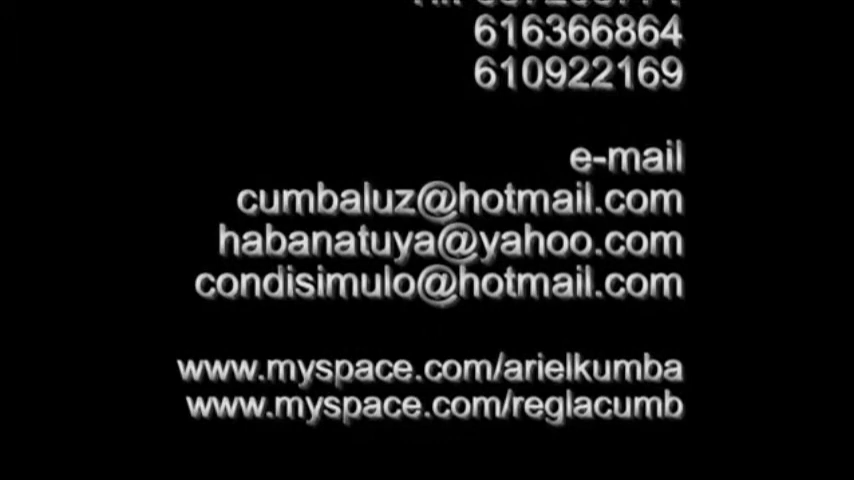 616366864
610922169
e-mail
cumbaluz@hotmail.com
habanatuya@yahoo.com
condisimulo@hotmail.com
www.myspace.com/arielkumba
www.myspace.com/reglacumb